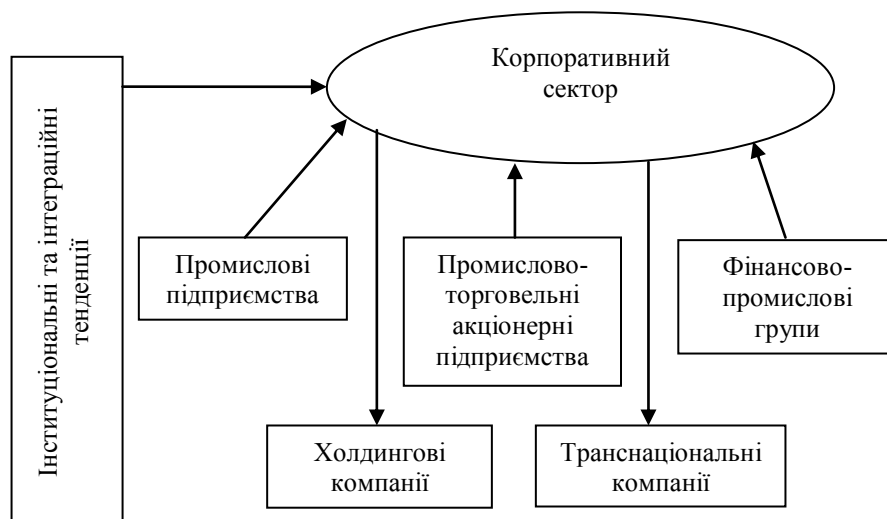 Корпоративний
сектор
Інституціональні та інтеграційні
тенденції
Промислові
підприємства
Промислово-
торговельні
акціонерні
підприємства
Фінансово-
промислові
групи
Холдингові
компанії
Транснаціональні
компанії